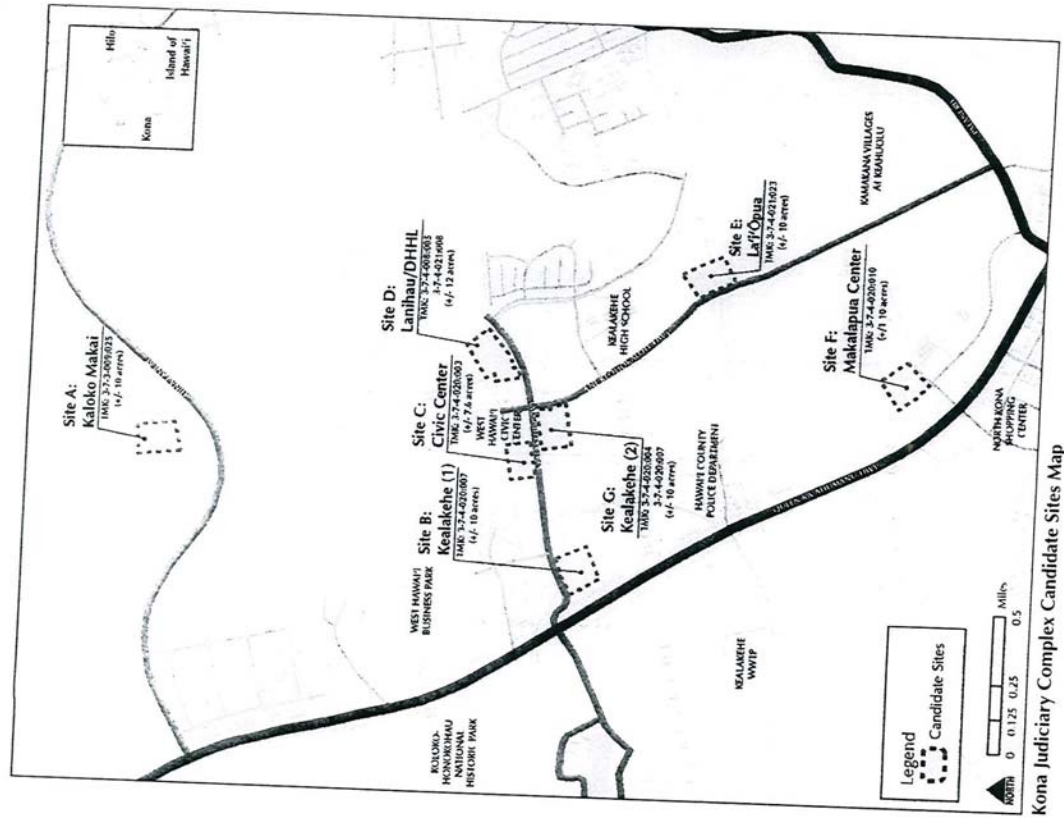 Hilo
Kona
Island of
Hawai'i
Site A:
Kaloko Makai
TMK: 3-7-3-009:025
(+/- 10 acres)
Site D:
Lanihau/DHHL
TMK: 3-7-4-008:003
3-7-4-021:008
(+/- 12 acres)
Site C:
Civic Center
TMK: 3-7-4-020:003
(+/- 7.6 acres)
WEST
HAWAI'I
CIVIC
CENTER
Site B:
Kealakehe (1)
TMK: 3-7-4-020:007
(+/- 10 acres)
WEST HAWAI'I
BUSINESS PARK
KEALAKEHE
HIGH SCHOOL
Site E:
La'i'Ōpua
TMK: 3-7-4-021:023
(+/- 10 acres)
KAMAKANA VILLAGES
AT KEAHUOLU
Site G:
Kealakehe (2)
TMK: 3-7-4-020:004
3-7-4-020:007
(+/- 10 acres)
HAWAI'I COUNTY
POLICE DEPARTMENT
Site F:
Makalapua Center
TMK: 3-7-4-020:010
(+/- 10 acres)
NORTH KONA
SHOPPING
CENTER
KOLOKO-
HONOKOHAU
NATIONAL
HISTORIC PARK
KEALAKEHE
WWTP
Legend
Candidate Sites
NORTH
0 0.125 0.25 0.5
Miles
Kona Judiciary Complex Candidate Sites Map